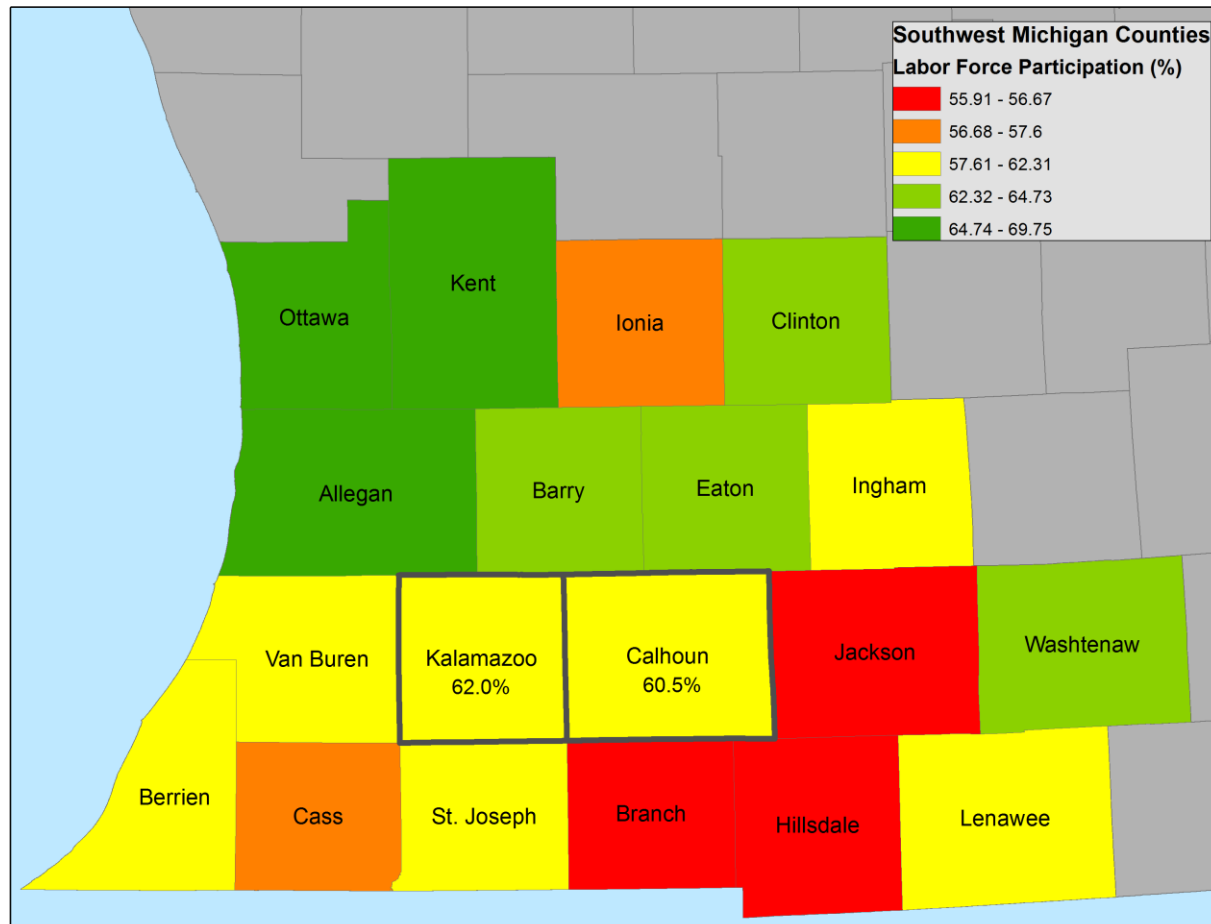 Southwest Michigan Counties
Labor Force Participation (%)
55.91 - 56.67
56.68 - 57.6
57.61 - 62.31
62.32 - 64.73
64.74 - 69.75
Ottawa
Kent
Ionia
Clinton
Allegan
Barry
Eaton
Ingham
Van Buren
Kalamazoo
62.0%
Calhoun
60.5%
Jackson
Washtenaw
Berrien
Cass
St. Joseph
Branch
Hillsdale
Lenawee